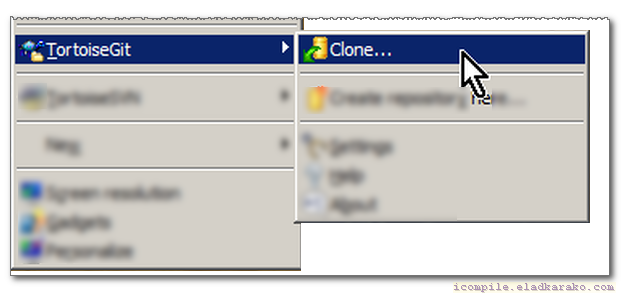 TortoiseGit
Clone...
TortoiseSVN
Create repository here...
New
Settings
Help
About
Screen resolution
Gadgets
Personalize
icompile.eladkarako.com